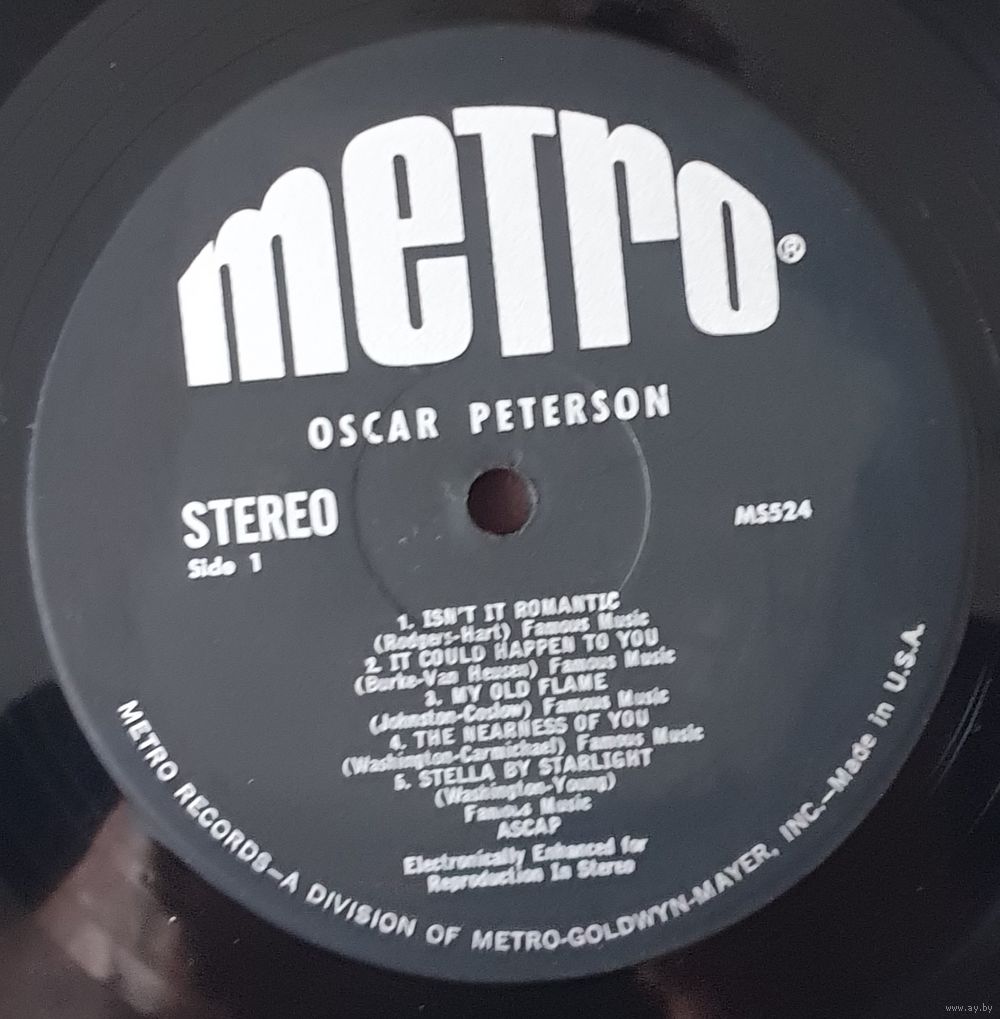 metro®
OSCAR PETERSON
STEREO
Side 1
MS524
1. ISN'T IT ROMANTIC
(Rodgers-Hart) Famous Music
2. IT COULD HAPPEN TO YOU
(Burke-Van Heusen) Famous Music
3. MY OLD FLAME
(Johnston-Coslow) Famous Music
4. THE NEARNESS OF YOU
(Washington-Carmichael) Famous Music
5. STELLA BY STARLIGHT
(Washington-Young)
Famous Music
ASCAP
Electronically Enhanced for
Reproduction In Stereo
METRO RECORDS—A DIVISION OF METRO-GOLDWYN-MAYER, INC.—Made in U.S.A.
www.ay.by